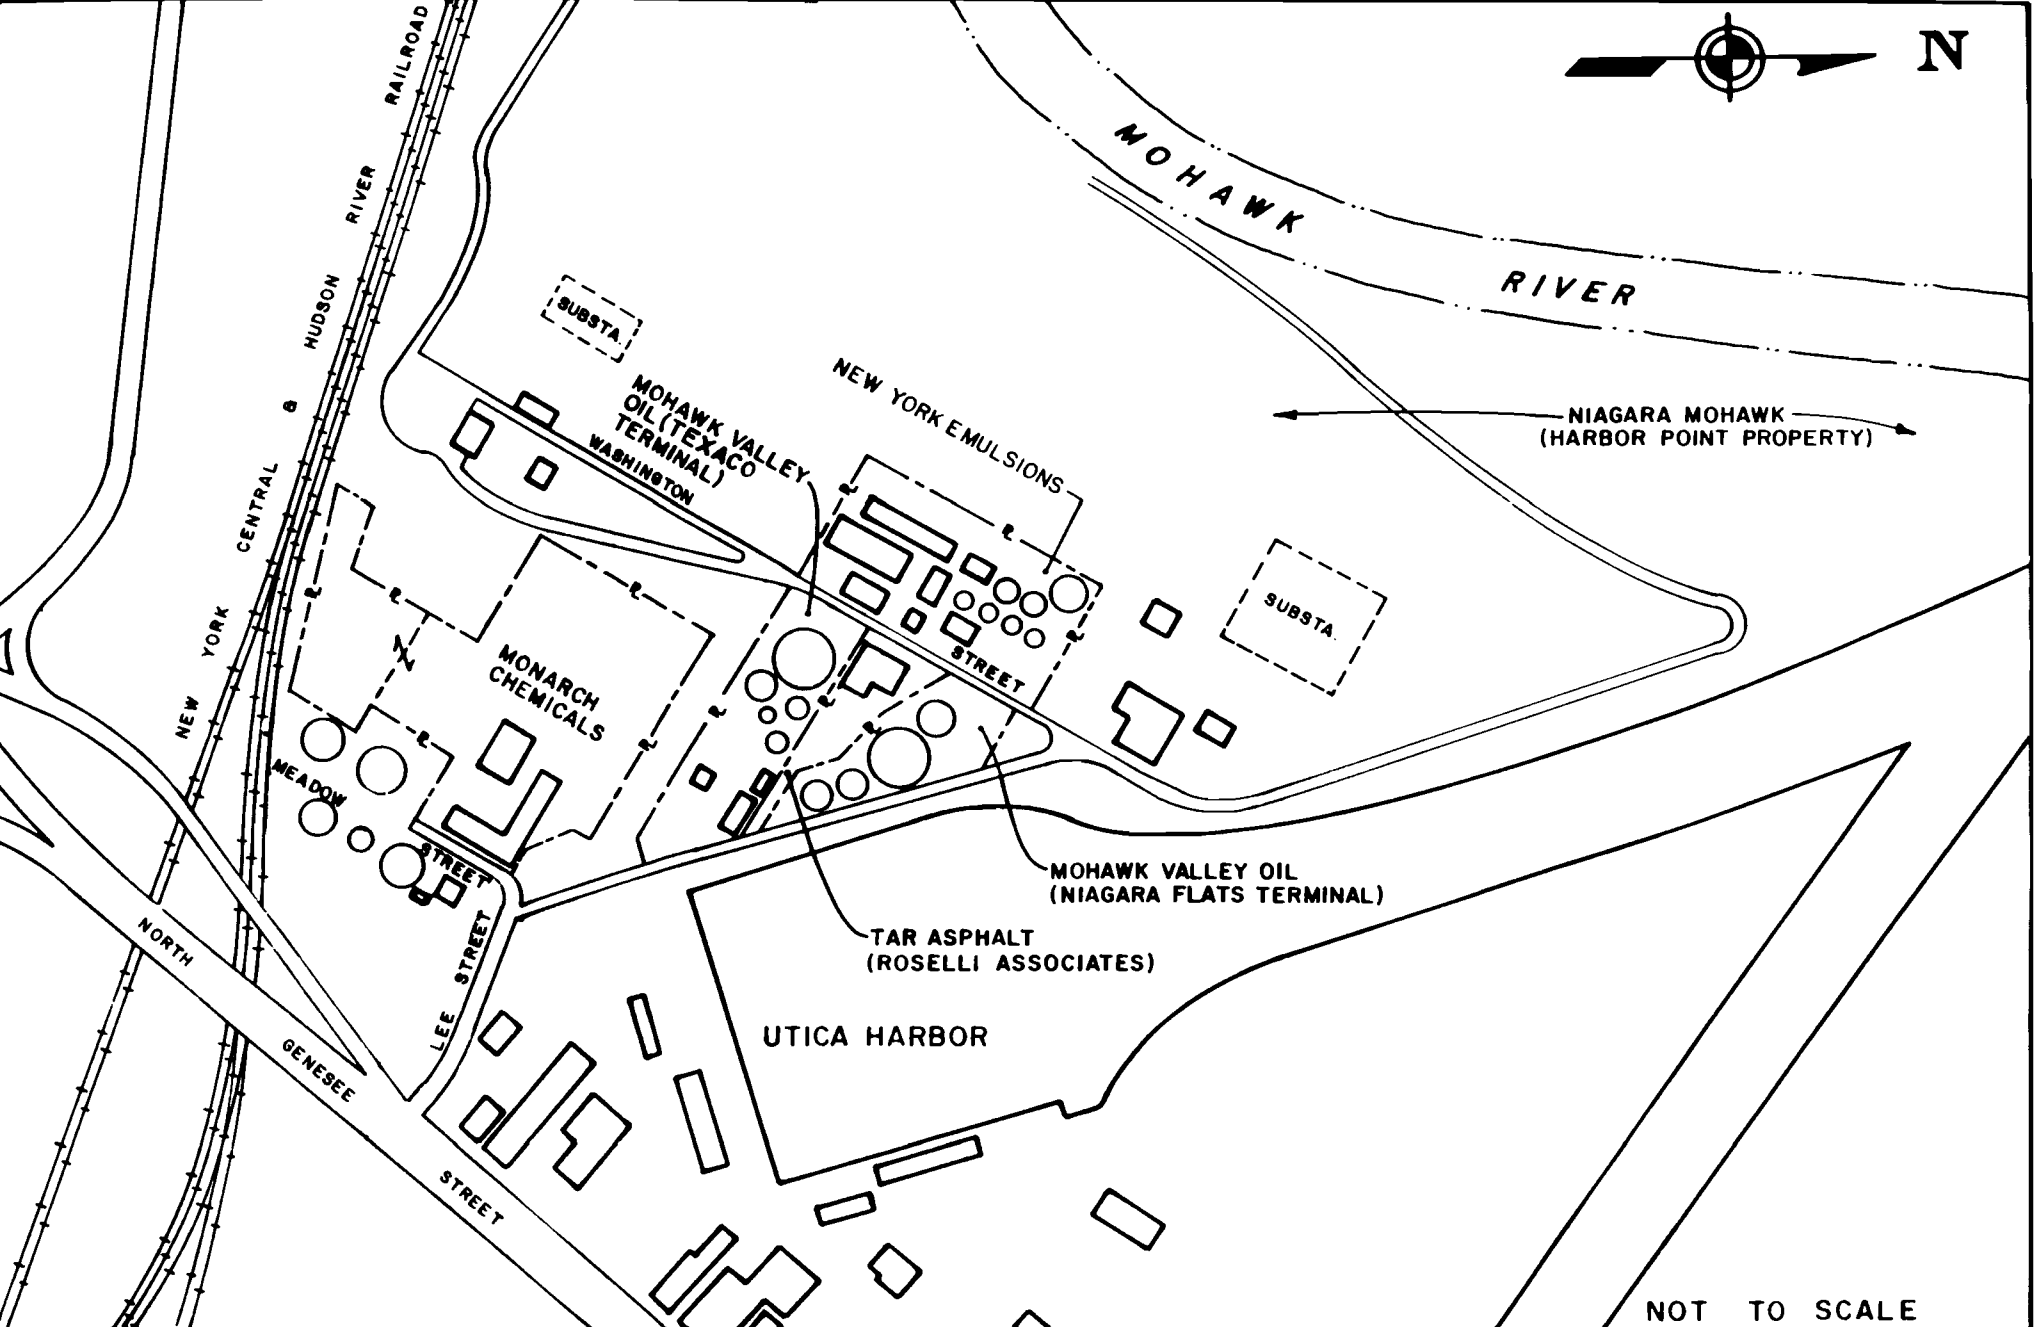 N
MOHAWK
RIVER
NEW YORK CENTRAL & HUDSON RIVER RAILROAD
SUBSTA.
MOHAWK VALLEY
OIL (TEXACO
TERMINAL)
NEW YORK EMULSIONS
NIAGARA MOHAWK
(HARBOR POINT PROPERTY)
WASHINGTON
STREET
SUBSTA.
MONARCH
CHEMICALS
MEADOW
STREET
MOHAWK VALLEY OIL
(NIAGARA FLATS TERMINAL)
TAR ASPHALT
(ROSELLI ASSOCIATES)
LEE STREET
UTICA HARBOR
NORTH
GENESEE
STREET
NOT TO SCALE